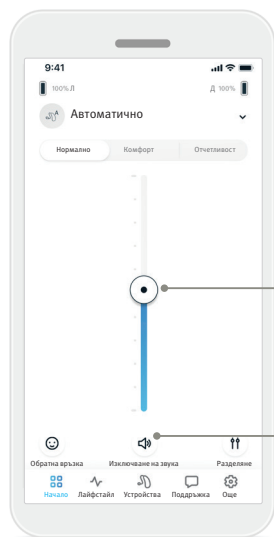 9:41
100% Л Д 100%
Автоматично
Нормално Комфорт Отчетливост
Обратна връзка Изключване на звука Разделяне
Начало Лайфстайл Устройства Поддръжка Още